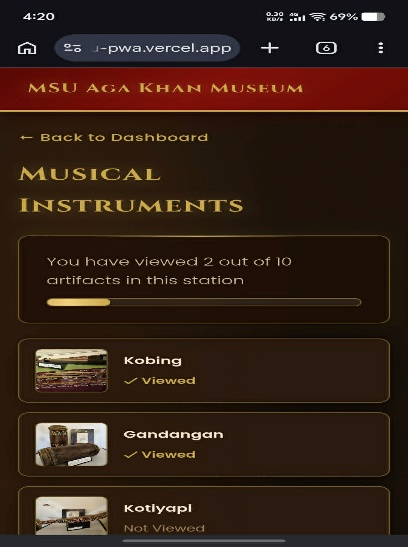 4:20
0.30
KB/s
4G
69%
-pwa.vercel.app
6
MSU Aga Khan Museum
← Back to Dashboard
Musical
Instruments
You have viewed 2 out of 10
artifacts in this station
Kobing
✓ Viewed
Gandangan
✓ Viewed
Kotiyapi
Not Viewed